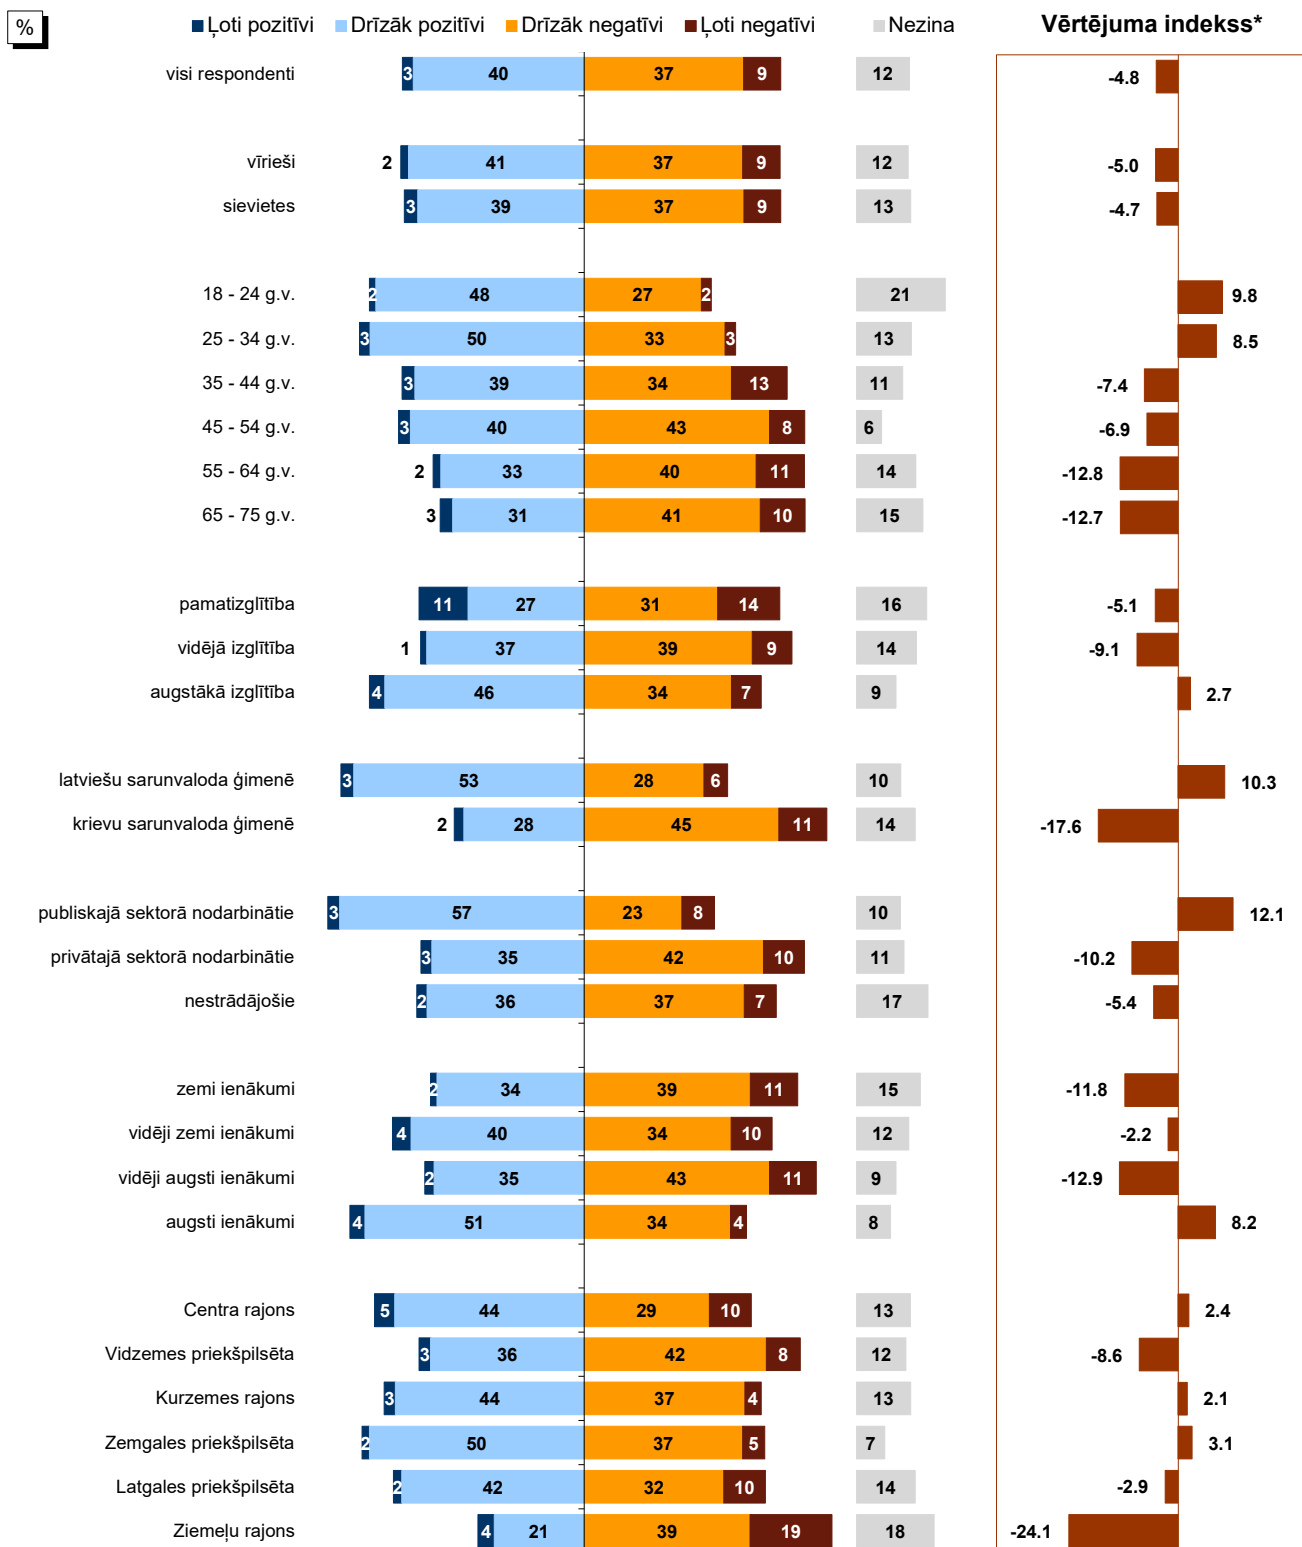 % Ļoti pozitīvi Drīzāk pozitīvi Drīzāk negatīvi Ļoti negatīvi Nezina Vērtējuma indekss*
visi respondenti 3 40 37 9 12 -4.8
vīrieši 2 41 37 9 12 -5.0
sievietes 3 39 37 9 13 -4.7
18 - 24 g.v. 2 48 27 2 21 9.8
25 - 34 g.v. 3 50 33 3 13 8.5
35 - 44 g.v. 3 39 34 13 11 -7.4
45 - 54 g.v. 3 40 43 8 6 -6.9
55 - 64 g.v. 2 33 40 11 14 -12.8
65 - 75 g.v. 3 31 41 10 15 -12.7
pamatizglītība 11 27 31 14 16 -5.1
vidējā izglītība 1 37 39 9 14 -9.1
augstākā izglītība 4 46 34 7 9 2.7
latviešu sarunvaloda ģimenē 3 53 28 6 10 10.3
krievu sarunvaloda ģimenē 2 28 45 11 14 -17.6
publiskajā sektorā nodarbinātie 3 57 23 8 10 12.1
privātajā sektorā nodarbinātie 3 35 42 10 11 -10.2
nestrādājošie 2 36 37 7 17 -5.4
zemi ienākumi 2 34 39 11 15 -11.8
vidēji zemi ienākumi 4 40 34 10 12 -2.2
vidēji augsti ienākumi 2 35 43 11 9 -12.9
augsti ienākumi 4 51 34 4 8 8.2
Centra rajons 5 44 29 10 13 2.4
Vidzemes priekšpilsēta 3 36 42 8 12 -8.6
Kurzemes rajons 3 44 37 4 13 2.1
Zemgales priekšpilsēta 2 50 37 5 7 3.1
Latgales priekšpilsēta 2 42 32 10 14 -2.9
Ziemeļu rajons 4 21 39 19 18 -24.1